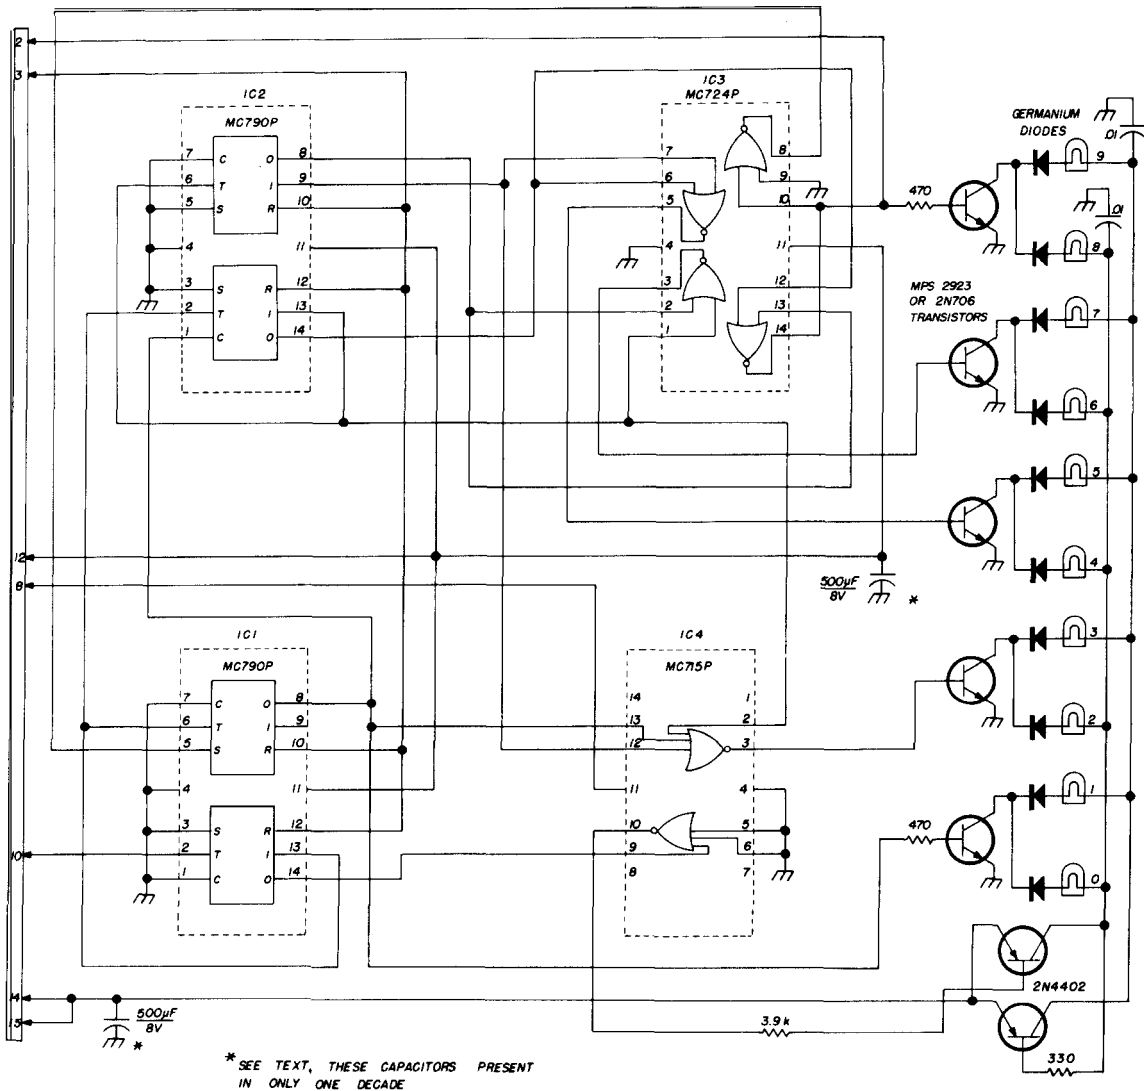 2
3
12
8
10
14
15
IC2
MC790P
7 C O 8
6 T I 9
5 S R 10
4 11
3 S R 12
2 T I 13
1 C O 14
IC3
MC724P
7 8
6 9
5 10
4 11
3 12
2 13
1 14
IC1
MC790P
7 C O 8
6 T I 9
5 S R 10
4 11
3 S R 12
2 T I 13
1 C O 14
IC4
MC715P
14 1
13 2
12 3
11 4
10 5
9 6
8 7
GERMANIUM
DIODES
.01
.01
470
9
8
MPS 2923
OR 2N706
TRANSISTORS
7
6
5
4
500µF
8V
*
3
2
470
1
0
2N4402
3.9k
330
500µF
8V
*
* SEE TEXT, THESE CAPACITORS PRESENT
IN ONLY ONE DECADE